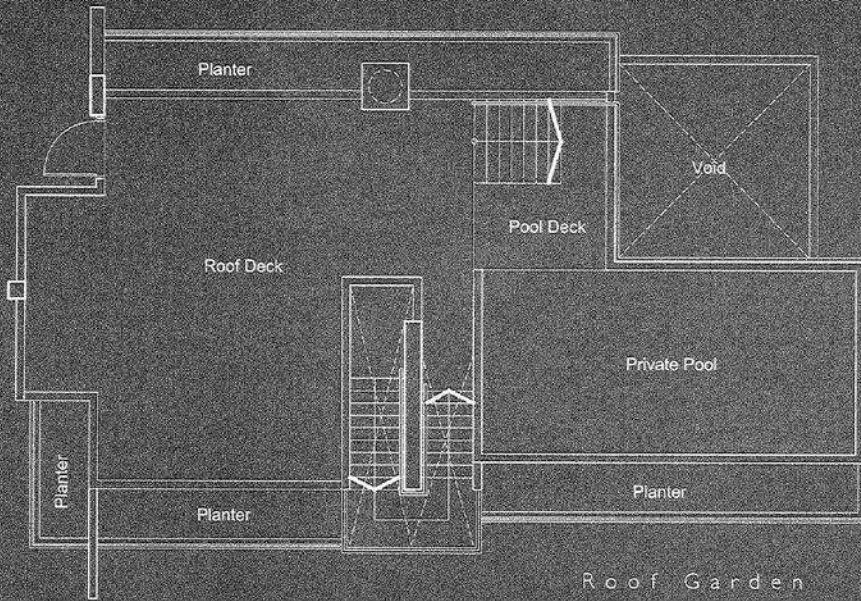 Planter
Void
Pool Deck
Roof Deck
Private Pool
Planter
Planter
Planter
Roof Garden